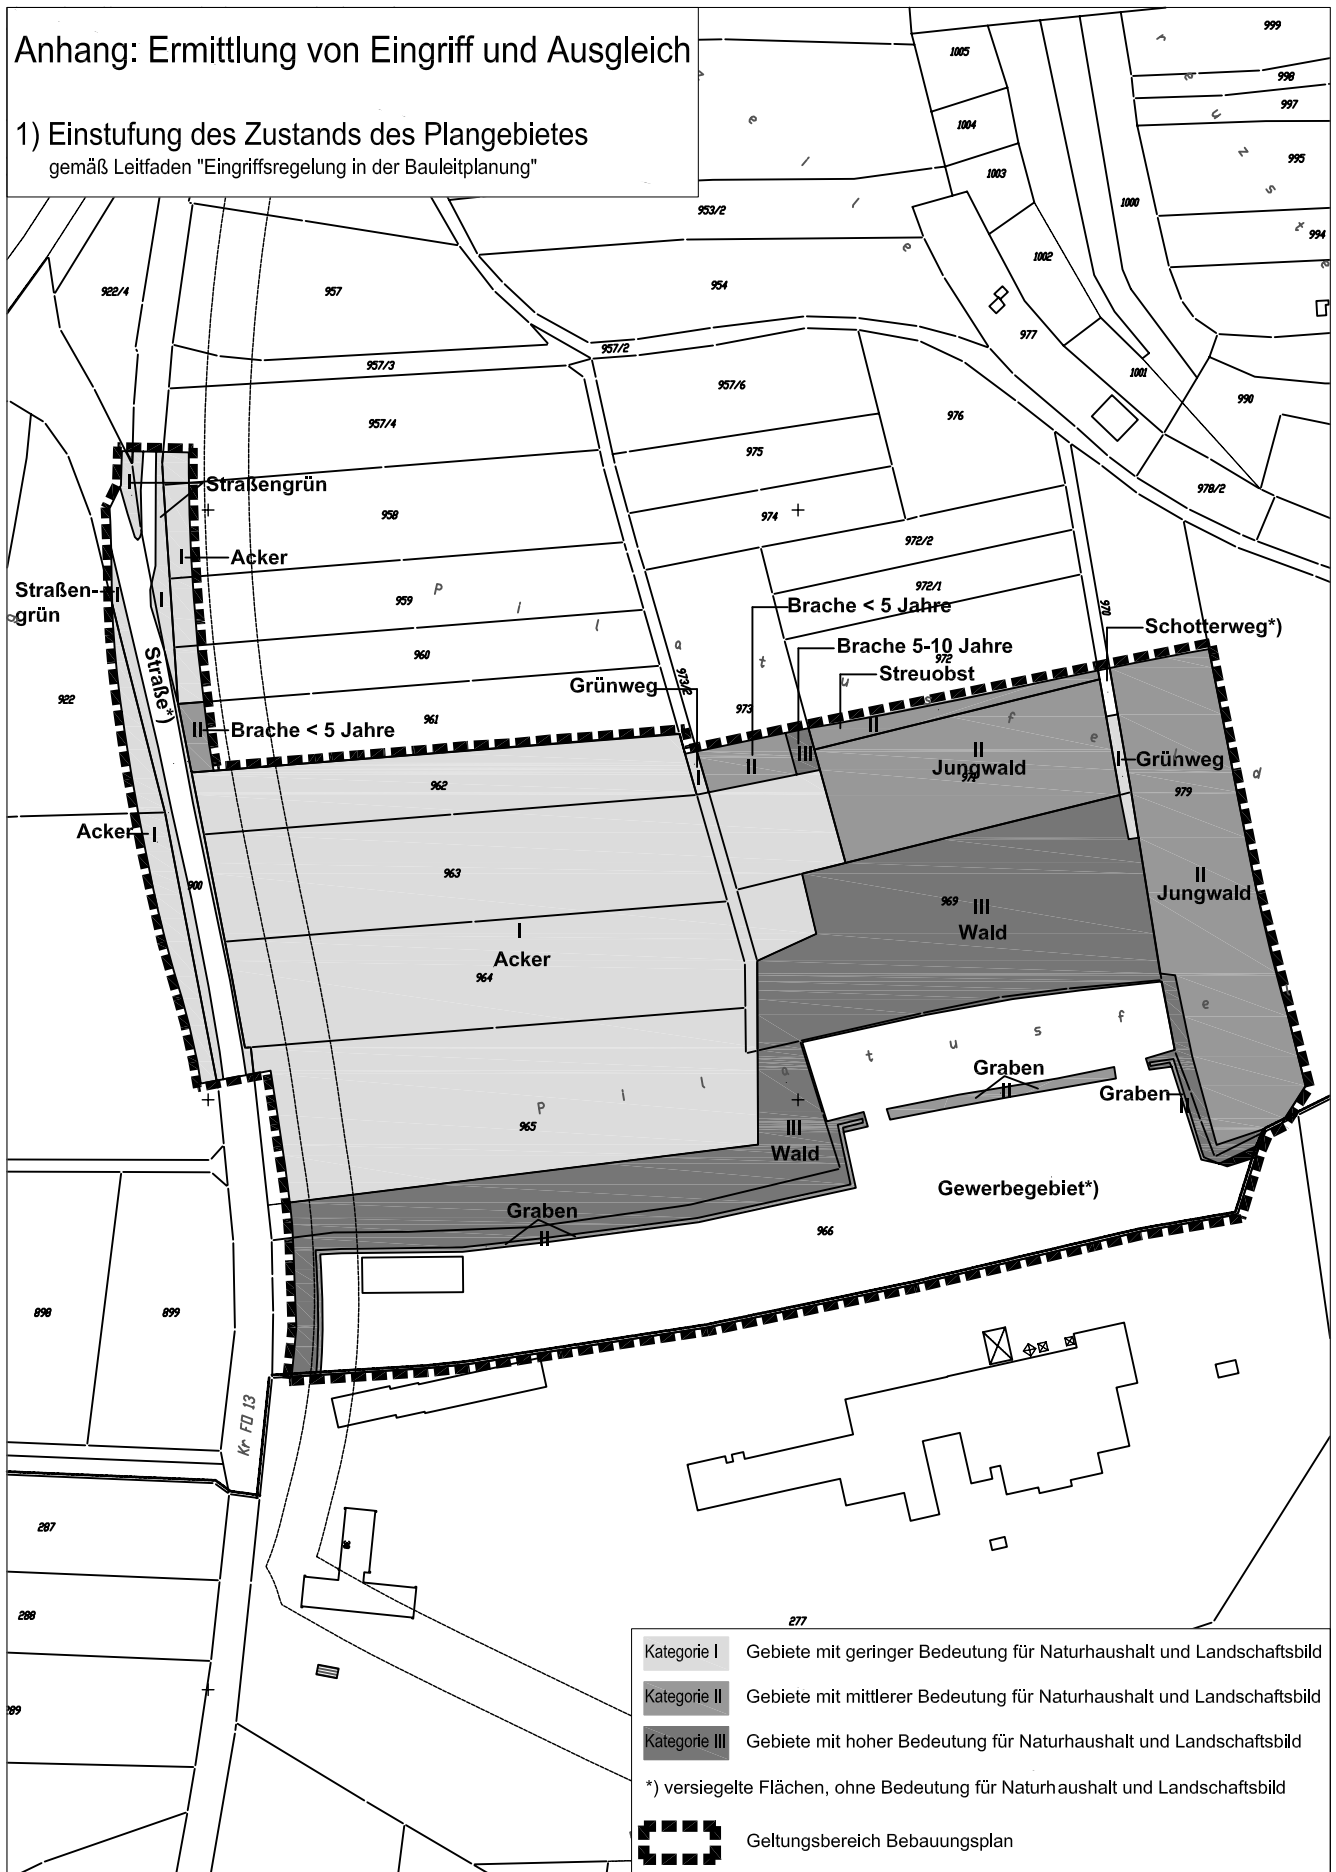 Anhang: Ermittlung von Eingriff und Ausgleich
1) Einstufung des Zustands des Plangebietes
gemäß Leitfaden "Eingriffsregelung in der Bauleitplanung"
1005
999
998
997
1004
995
1003
1000
953/2
994
1002
922/4
957
954
977
957/2
957/3
1001
957/6
990
957/4
976
975
978/2
Straßengrün
I
958
974
972/2
I
Acker
972/1
Straßen-
grün
I
I
959
Brache < 5 Jahre
970
Schotterweg*)
960
Brache 5-10 Jahre
972
Streuobst
Straße*)
973/2
Grünweg
922
973
961
II
Brache < 5 Jahre
II
III
II
II
Jungwald
971
I
Grünweg
962
I
979
Acker
I
963
II
Jungwald
900
969
III
Wald
I
Acker
964
P i l a t u s f e l d
P i l a t u s f e
Graben
II
Graben
II
965
III
Wald
Gewerbegebiet*)
Graben
II
966
898
899
Kr FO 13
287
288
277
289
Kategorie I
Gebiete mit geringer Bedeutung für Naturhaushalt und Landschaftsbild
Kategorie II
Gebiete mit mittlerer Bedeutung für Naturhaushalt und Landschaftsbild
Kategorie III
Gebiete mit hoher Bedeutung für Naturhaushalt und Landschaftsbild
*) versiegelte Flächen, ohne Bedeutung für Naturhaushalt und Landschaftsbild
Geltungsbereich Bebauungsplan